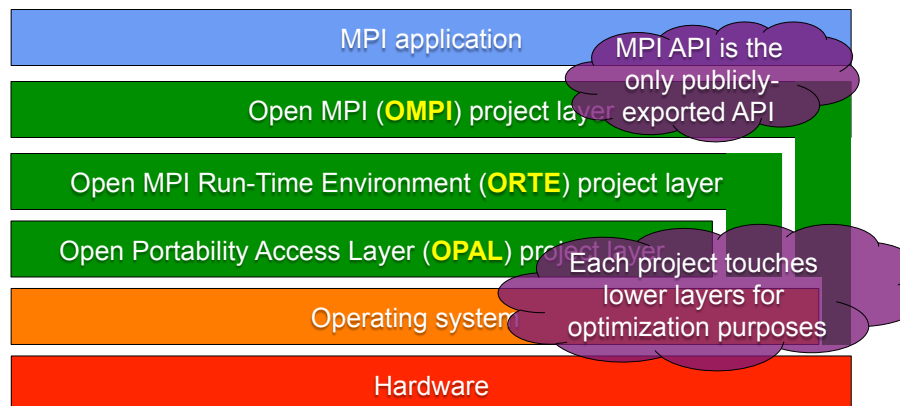 MPI application
MPI API is the
only publicly-
exported API
Open MPI (OMPI) project layer
Open MPI Run-Time Environment (ORTE) project layer
Open Portability Access Layer (OPAL) project layer
Each project touches
lower layers for
optimization purposes
Operating system
Hardware